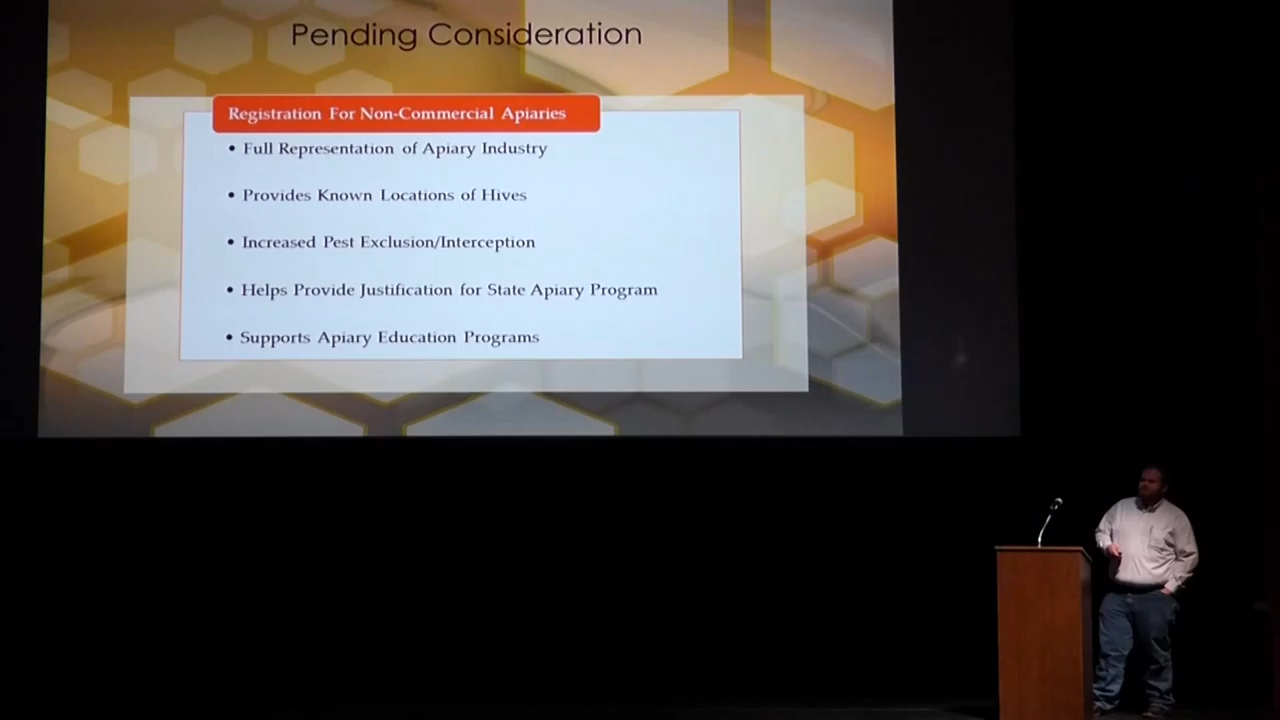 Pending Consideration
Registration For Non-Commercial Apiaries
• Full Representation of Apiary Industry
• Provides Known Locations of Hives
• Increased Pest Exclusion/Interception
• Helps Provide Justification for State Apiary Program
• Supports Apiary Education Programs